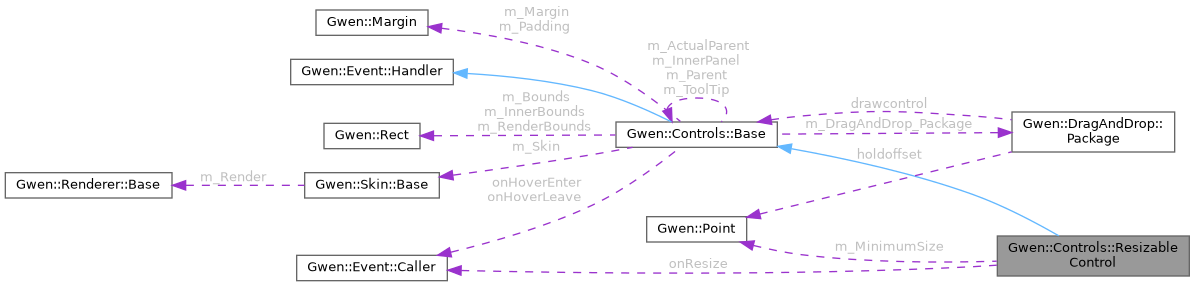 m_Margin
m_Padding
Gwen::Margin
m_ActualParent
m_InnerPanel
m_Parent
m_ToolTip
Gwen::Event::Handler
m_Bounds
m_InnerBounds
m_RenderBounds
Gwen::Rect
Gwen::Controls::Base
drawcontrol
m_DragAndDrop_Package
Gwen::DragAndDrop::
Package
m_Skin
holdoffset
Gwen::Renderer::Base
m_Render
Gwen::Skin::Base
onHoverEnter
onHoverLeave
Gwen::Point
m_MinimumSize
Gwen::Controls::Resizable
Control
Gwen::Event::Caller
onResize